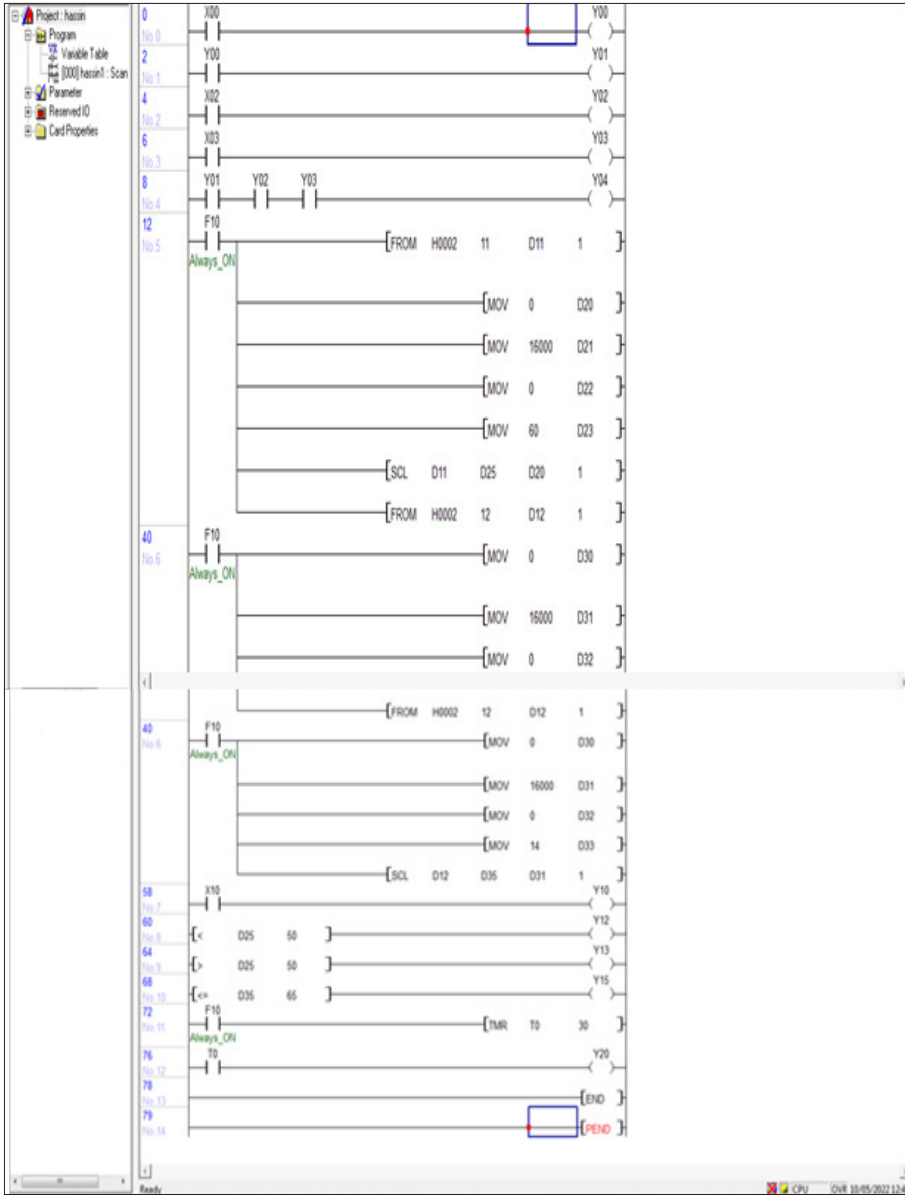 Project : hassin
Program
Variable Table
[000] hassin1 : Scan
Parameter
Reserved IO
Card Properties
0 X00 Y00
No.0
2 Y00 Y01
No.1
4 X02 Y02
No.2
6 X03 Y03
No.3
8 Y01 Y02 Y03 Y04
No.4
12 F10
No.5 [FROM H0002 11 D11 1 ]
Always_ON
[MOV 0 D20 ]
[MOV 16000 D21 ]
[MOV 0 D22 ]
[MOV 60 D23 ]
[SCL D11 D25 D20 1 ]
[FROM H0002 12 D12 1 ]
40 F10
No.6 [MOV 0 D30 ]
Always_ON
[MOV 16000 D31 ]
[MOV 0 D32 ]
[FROM H0002 12 D12 1 ]
40 F10
No.6 [MOV 0 D30 ]
Always_ON
[MOV 16000 D31 ]
[MOV 0 D32 ]
[MOV 14 D33 ]
[SCL D12 D35 D31 1 ]
58 X10 Y10
No.7
60 Y12
No.8 [< D25 50 ]
64 Y13
No.9 [> D25 50 ]
68 Y15
No.10 [<= D35 65 ]
72 F10
No.11 [TMR T0 30 ]
Always_ON
76 T0 Y20
No.12
78
No.13 [END ]
79
No.14 [PEND ]
Ready CPU OVR 10/05/2022